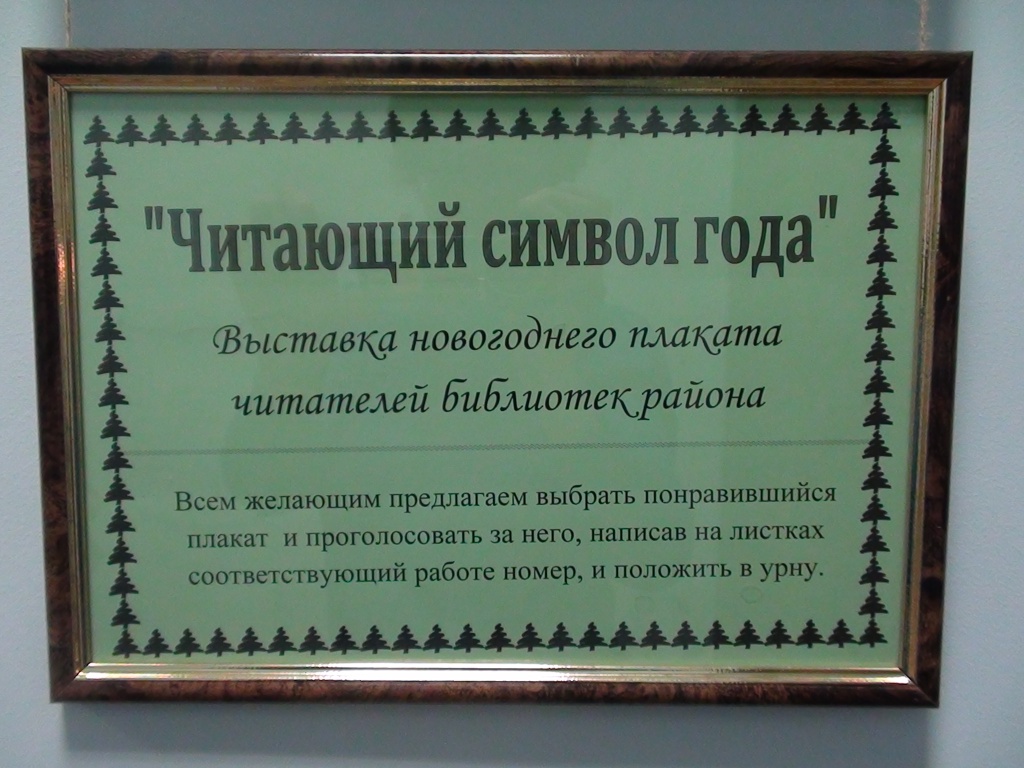 "Читающий символ года"
Выставка новогоднего плаката
читателей библиотек района
Всем желающим предлагаем выбрать понравившийся
плакат и проголосовать за него, написав на листках
соответствующий работе номер, и положить в урну.